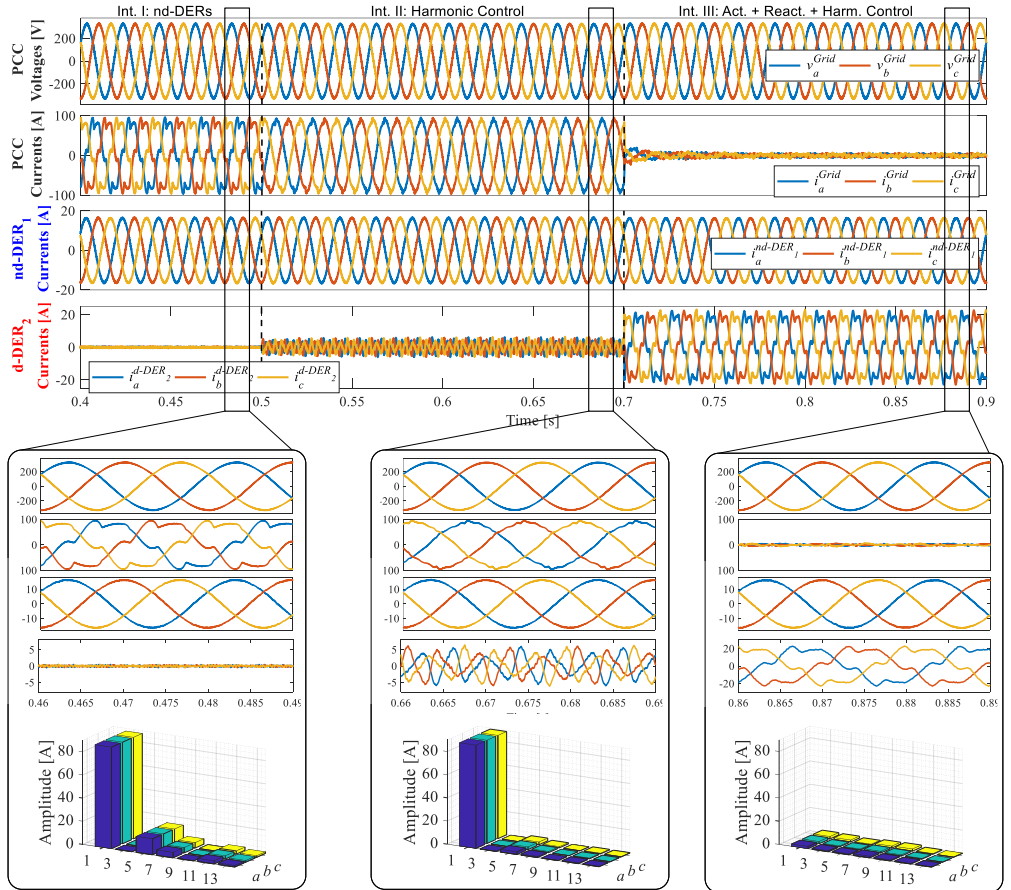 Int. I: nd-DERs
Int. II: Harmonic Control
Int. III: Act. + React. + Harm. Control
PCC
Voltages [V]
200
0
-200
v_a^Grid v_b^Grid v_c^Grid
PCC
Currents [A]
100
0
-100
i_a^Grid i_b^Grid i_c^Grid
nd-DER_1
Currents [A]
20
0
-20
i_a^nd-DER_1 i_b^nd-DER_1 i_c^nd-DER_1
d-DER_2
Currents [A]
20
0
-20
i_a^d-DER_2 i_b^d-DER_2 i_c^d-DER_2
0.4 0.45 0.5 0.55 0.6 0.65 0.7 0.75 0.8 0.85 0.9
Time [s]
200
0
-200
100
0
100
10
0
-10
5
0
-5
0.46 0.47 0.475 0.48 0.485 0.49
Amplitude [A]
80
60
40
20
0
1 3 5 7 9 11 13
a b c
200
0
-200
100
0
100
10
0
-10
5
0
-5
0.66 0.665 0.67 0.675 0.68 0.685 0.69
Amplitude [A]
80
60
40
20
0
1 3 5 7 9 11 13
a b c
200
0
-200
100
0
100
10
0
-10
20
0
-20
0.86 0.865 0.87 0.875 0.88 0.885 0.89
Amplitude [A]
80
60
40
20
0
1 3 5 7 9 11 13
a b c